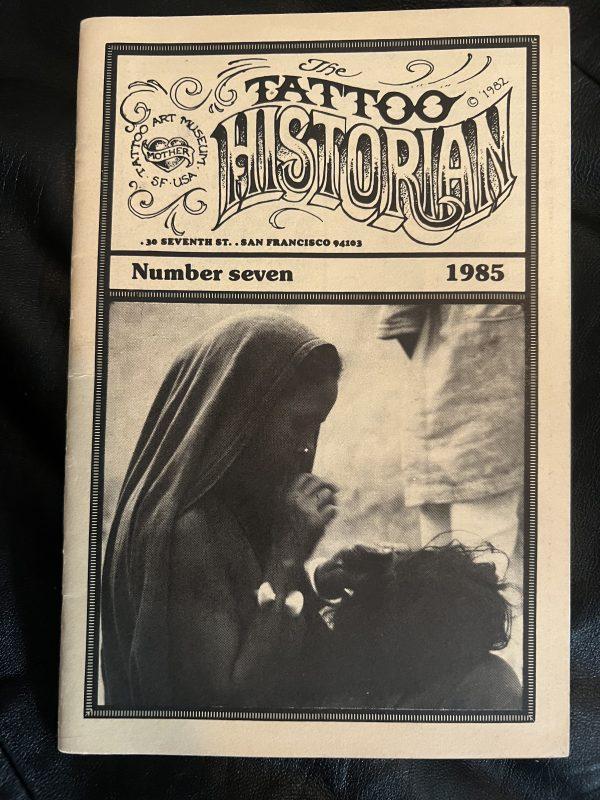 The
TATTOO
© 1982
HISTORIAN
TATTOO ART MUSEUM.
MOTHER
SF·USA
. 30 SEVENTH ST. . SAN FRANCISCO 94103
Number seven
1985